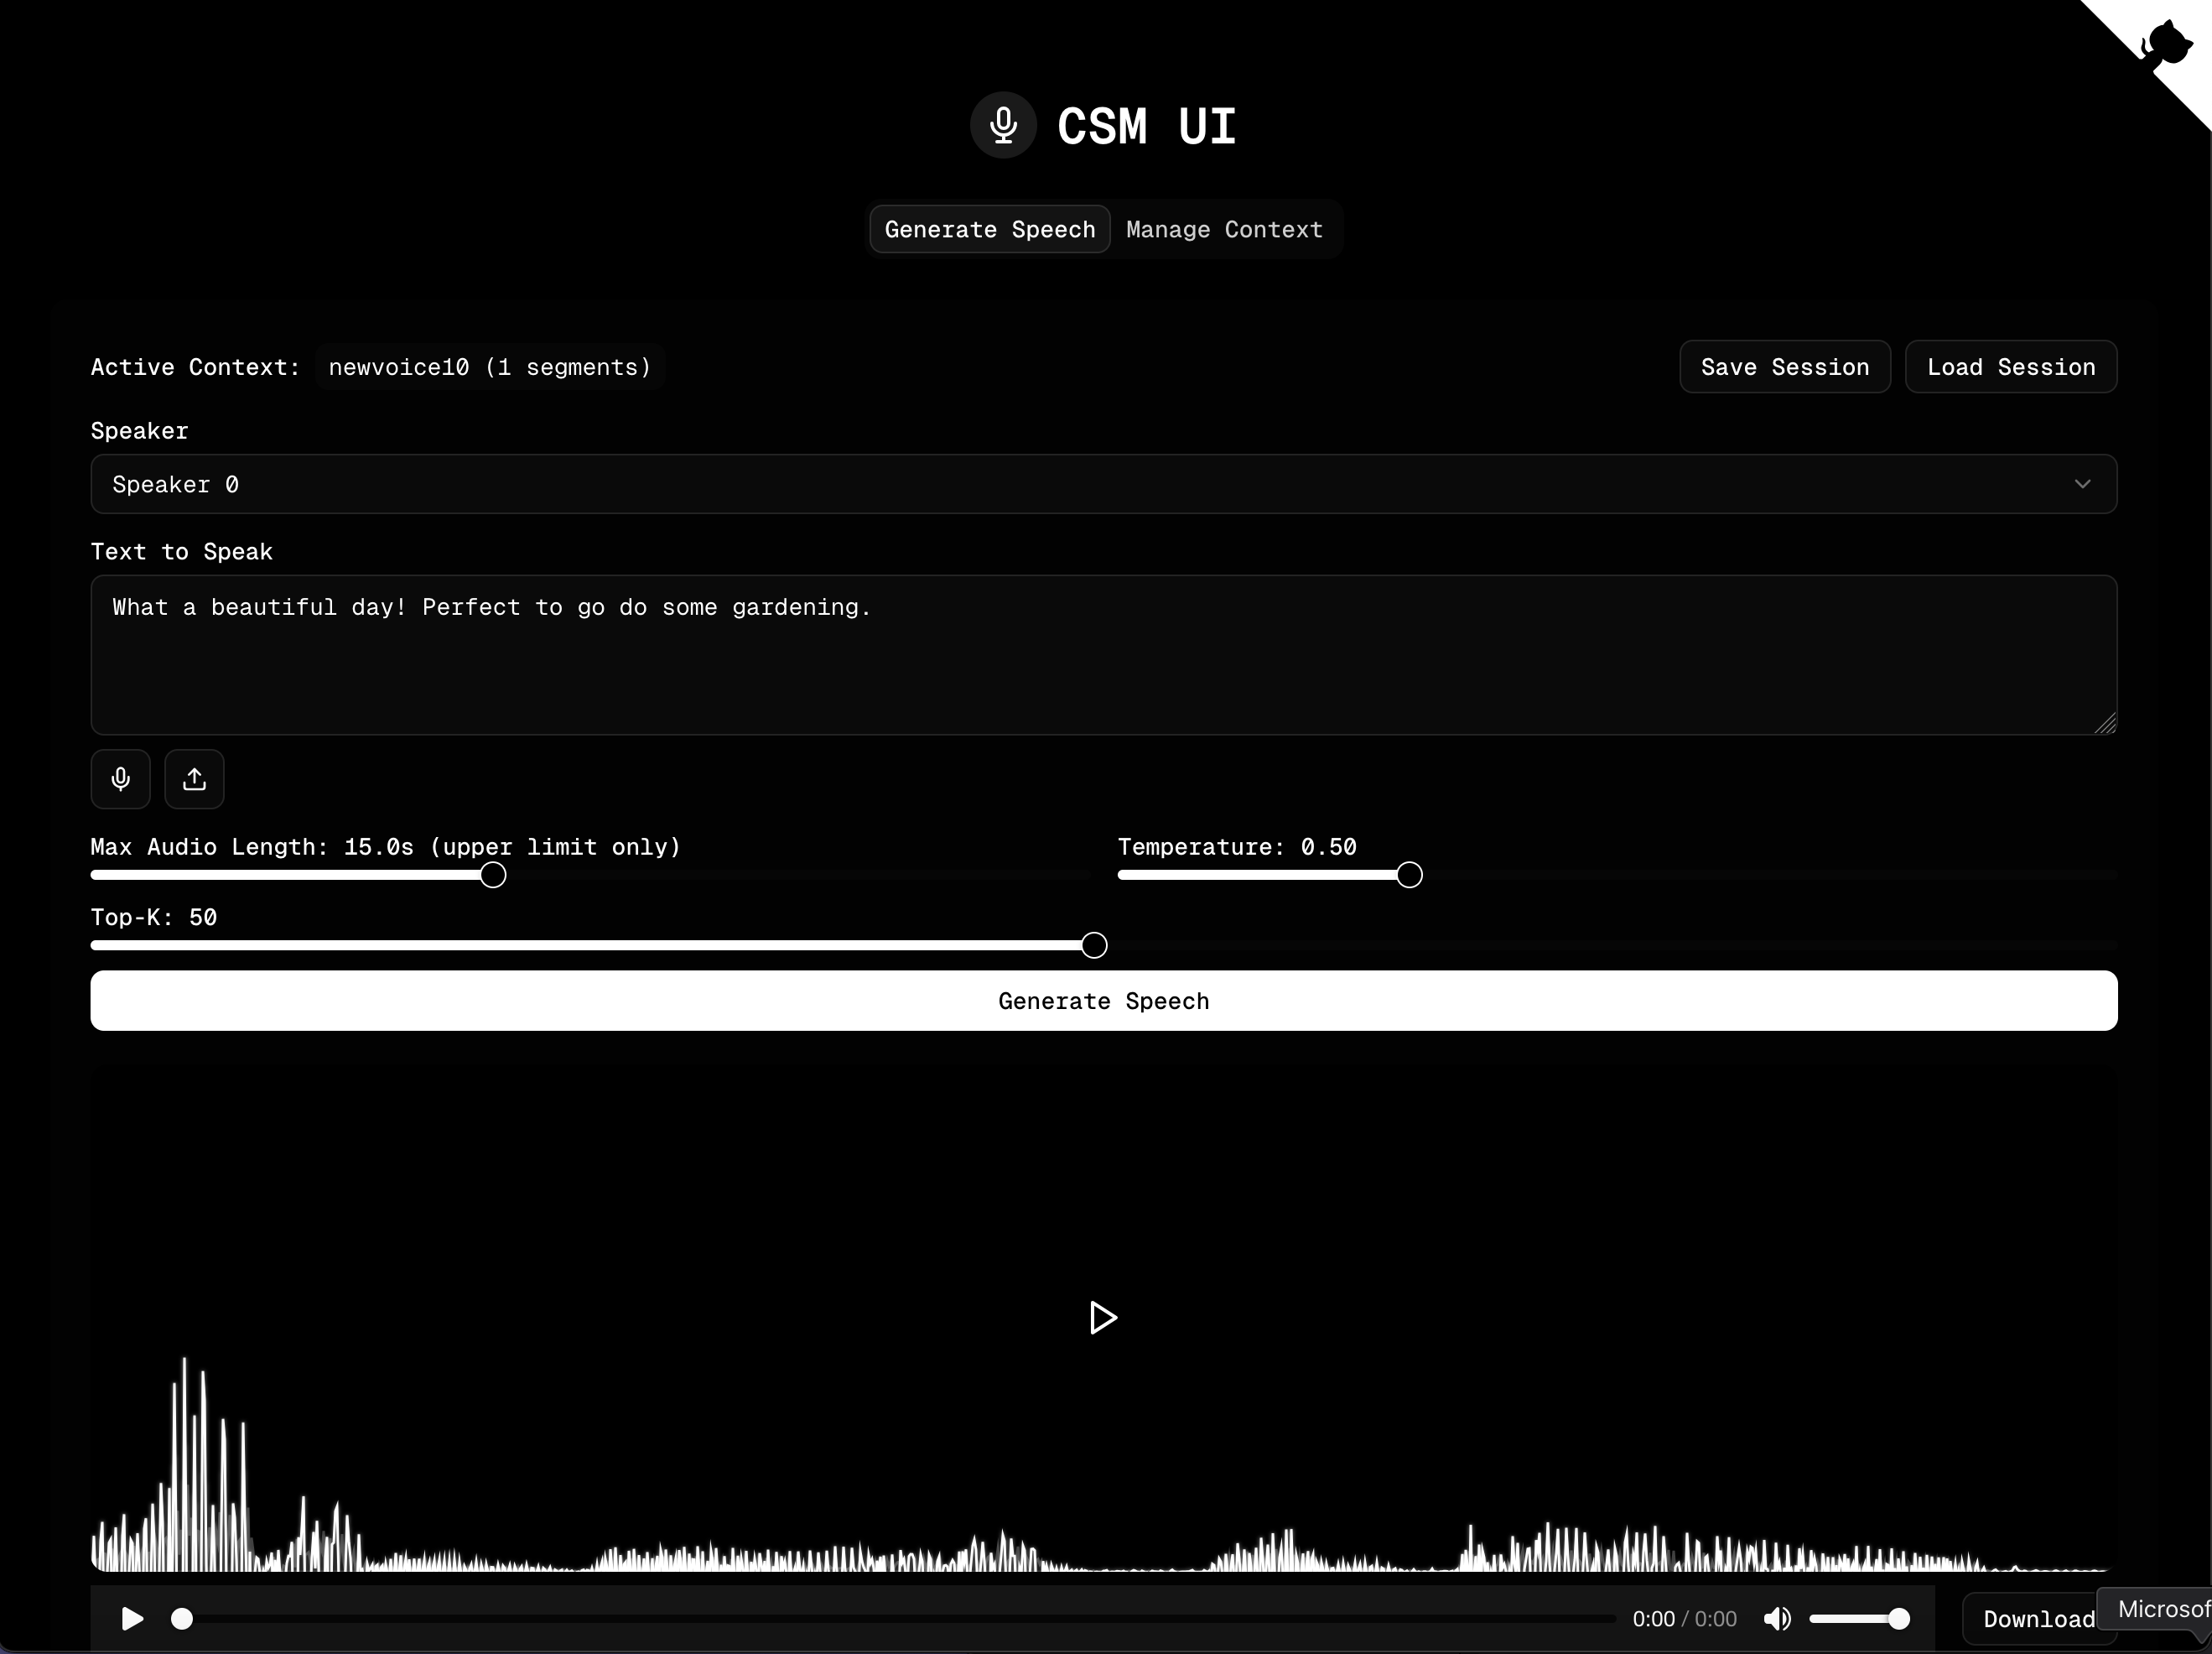 CSM UI
Generate Speech Manage Context
Active Context: newvoice10 (1 segments) Save Session Load Session
Speaker
Speaker 0
Text to Speak
What a beautiful day! Perfect to go do some gardening.
Max Audio Length: 15.0s (upper limit only) Temperature: 0.50
Top-K: 50
Generate Speech
0:00 / 0:00 Download